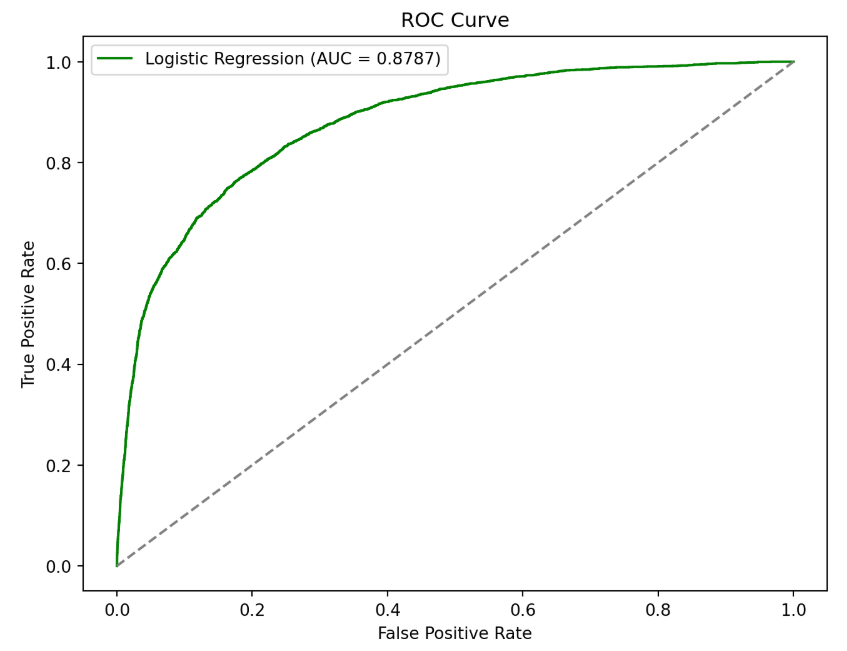 ROC Curve
Logistic Regression (AUC = 0.8787)
1.0
0.8
0.6
0.4
0.2
0.0
True Positive Rate
0.0 0.2 0.4 0.6 0.8 1.0
False Positive Rate